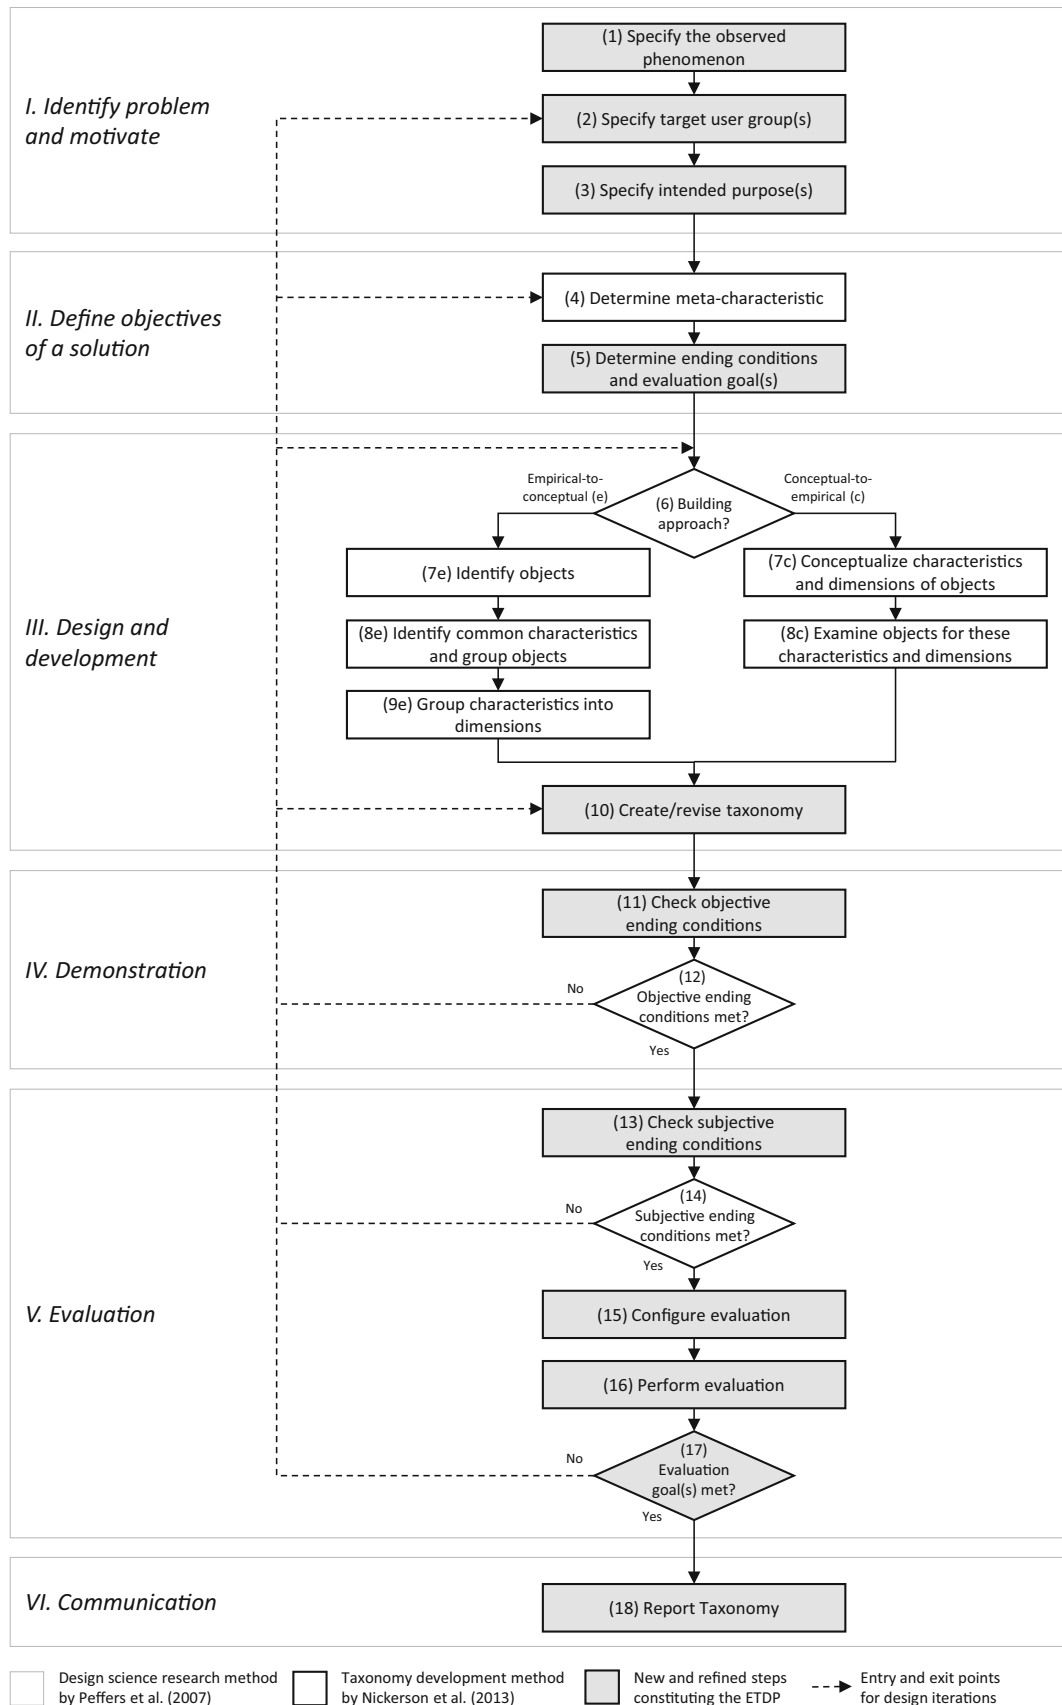 I. Identify problem
and motivate
(1) Specify the observed
phenomenon
(2) Specify target user group(s)
(3) Specify intended purpose(s)
II. Define objectives
of a solution
(4) Determine meta-characteristic
(5) Determine ending conditions
and evaluation goal(s)
III. Design and
development
Empirical-to-
conceptual (e)
(6) Building
approach?
Conceptual-to-
empirical (c)
(7e) Identify objects
(7c) Conceptualize characteristics
and dimensions of objects
(8e) Identify common characteristics
and group objects
(8c) Examine objects for these
characteristics and dimensions
(9e) Group characteristics into
dimensions
(10) Create/revise taxonomy
IV. Demonstration
(11) Check objective
ending conditions
(12)
Objective ending
conditions met?
No
Yes
V. Evaluation
(13) Check subjective
ending conditions
(14)
Subjective ending
conditions met?
No
Yes
(15) Configure evaluation
(16) Perform evaluation
(17)
Evaluation
goal(s) met?
No
Yes
VI. Communication
(18) Report Taxonomy
Design science research method
by Peffers et al. (2007)
Taxonomy development method
by Nickerson et al. (2013)
New and refined steps
constituting the ETDP
Entry and exit points
for design iterations